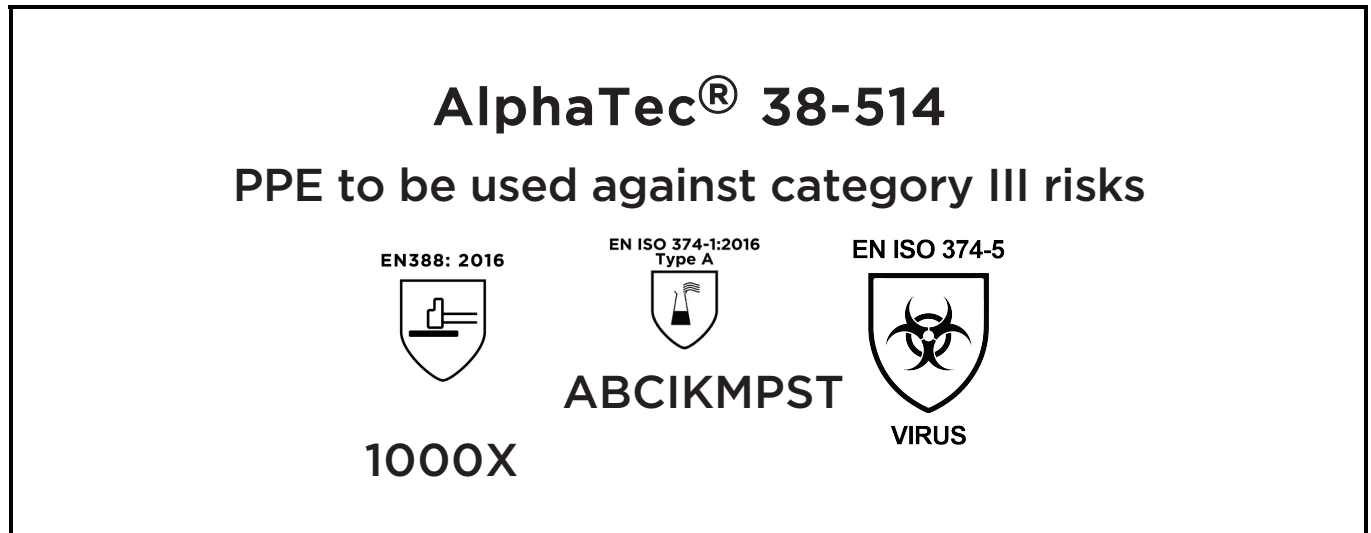 AlphaTec® 38-514
PPE to be used against category III risks
EN388: 2016
1000X
EN ISO 374-1:2016
Type A
ABCIKMPST
EN ISO 374-5
VIRUS